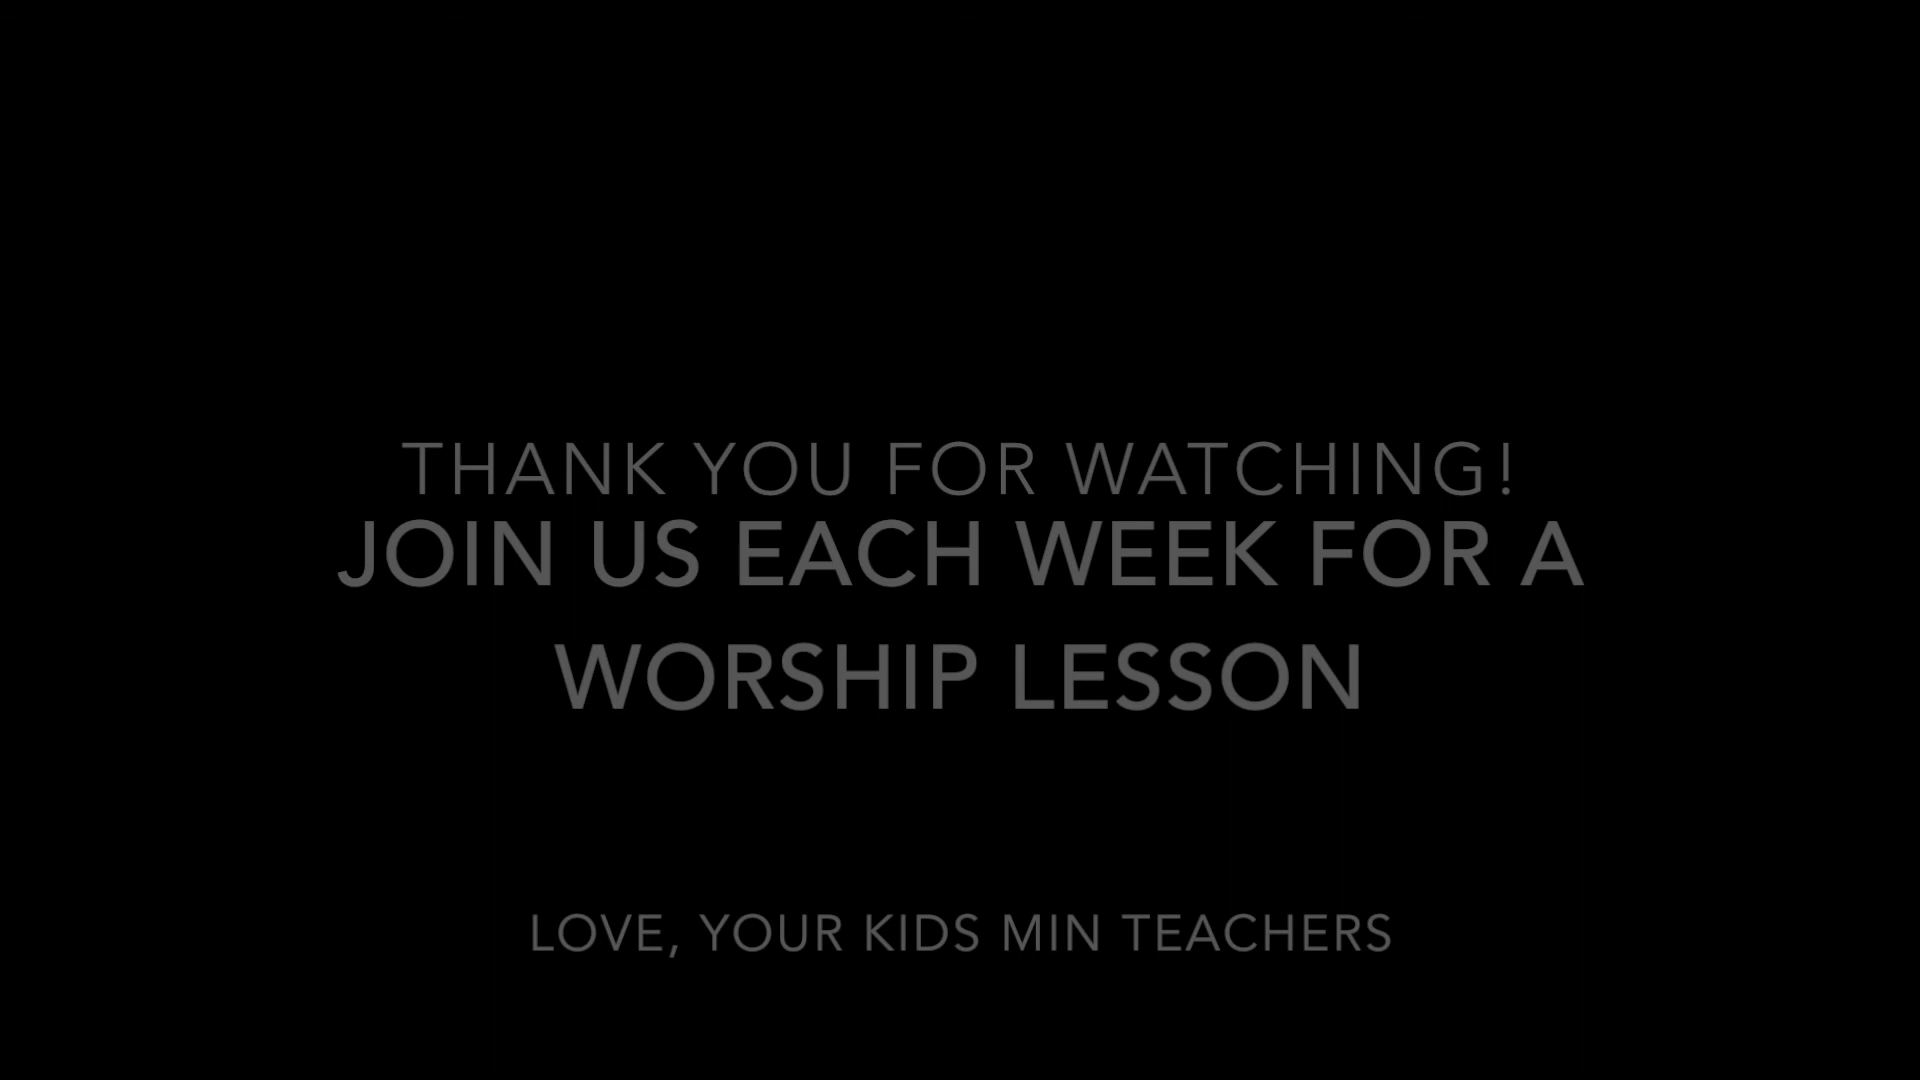 THANK YOU FOR WATCHING!
JOIN US EACH WEEK FOR A
WORSHIP LESSON
LOVE, YOUR KIDS MIN TEACHERS